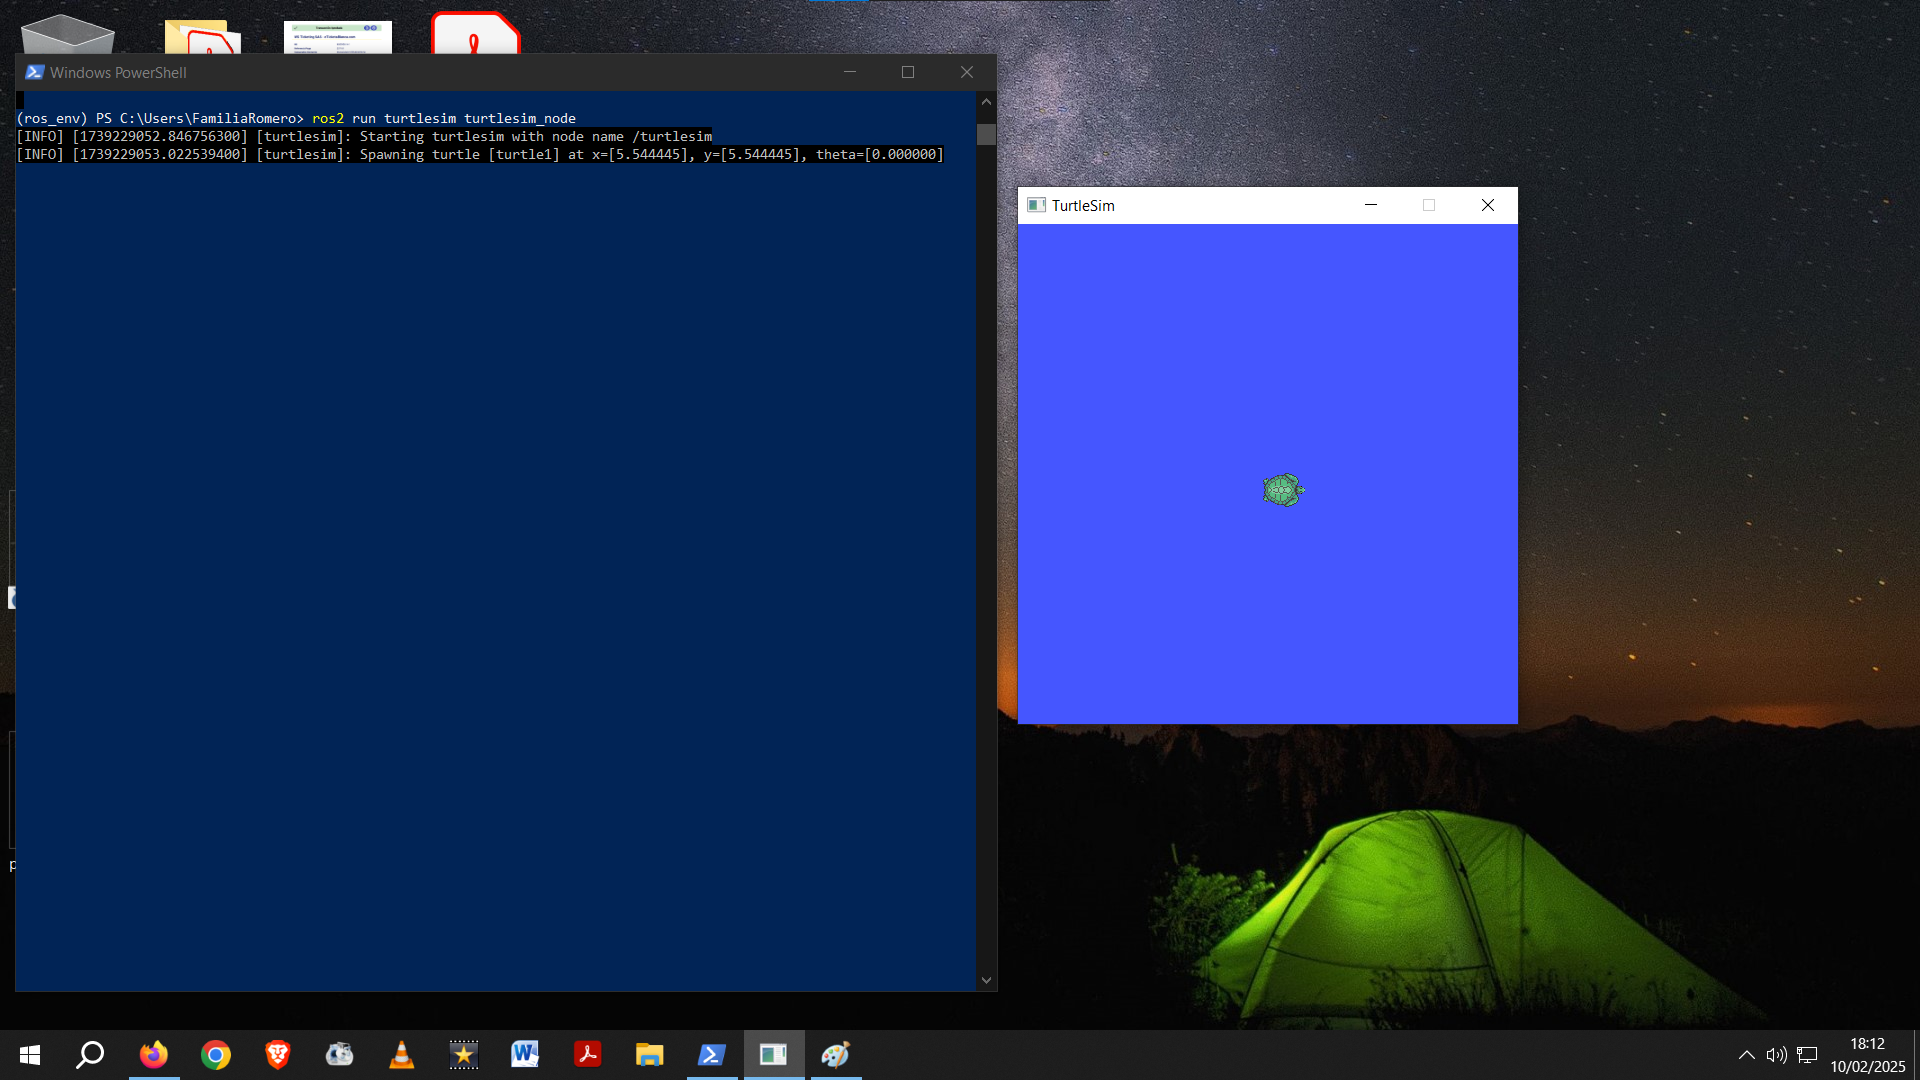 Windows PowerShell
(ros_env) PS C:\Users\FamiliaRomero> ros2 run turtlesim turtlesim_node
[INFO] [1739229052.846756300] [turtlesim]: Starting turtlesim with node name /turtlesim
[INFO] [1739229053.022539400] [turtlesim]: Spawning turtle [turtle1] at x=[5.544445], y=[5.544445], theta=[0.000000]
TurtleSim
p
18:12
10/02/2025